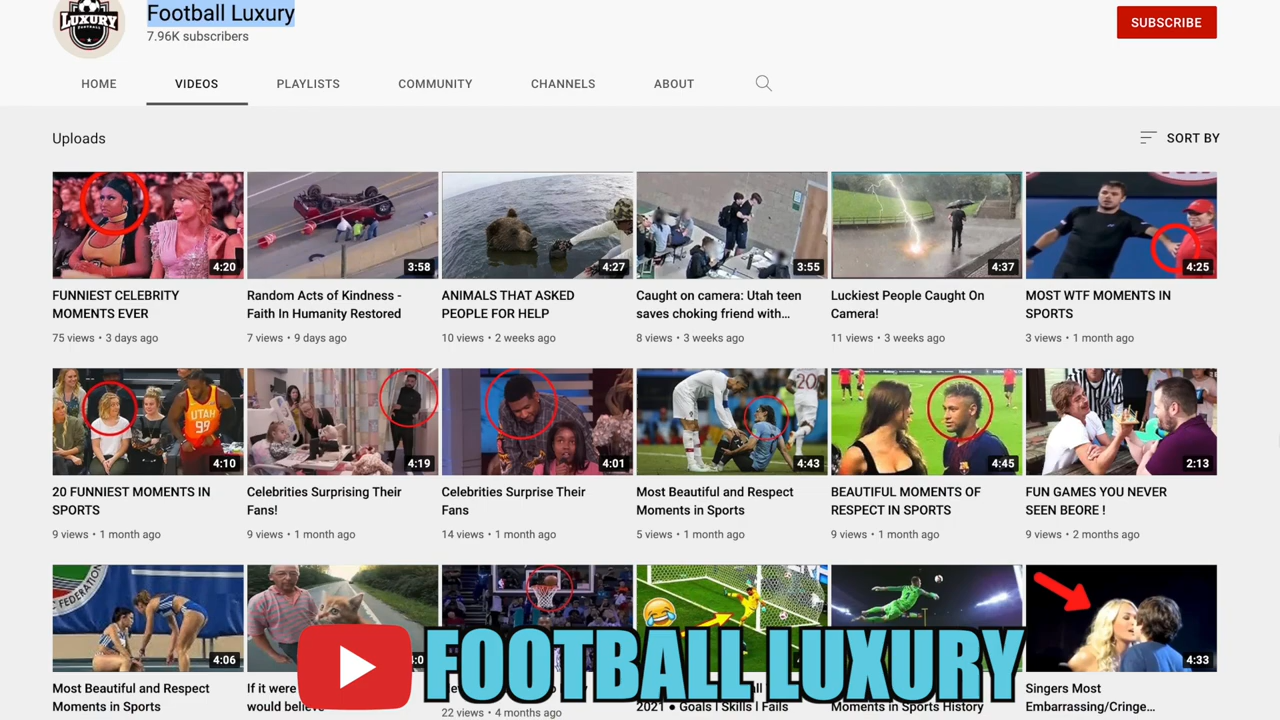 LUXURY
FOOTBALL
Football Luxury
7.96K subscribers
SUBSCRIBE
HOME
VIDEOS
PLAYLISTS
COMMUNITY
CHANNELS
ABOUT
Uploads
SORT BY
4:20
3:58
4:27
3:55
4:37
4:25
FUNNIEST CELEBRITY
MOMENTS EVER
75 views • 3 days ago
Random Acts of Kindness -
Faith In Humanity Restored
7 views • 9 days ago
ANIMALS THAT ASKED
PEOPLE FOR HELP
10 views • 2 weeks ago
Caught on camera: Utah teen
saves choking friend with...
8 views • 3 weeks ago
Luckiest People Caught On
Camera!
11 views • 3 weeks ago
MOST WTF MOMENTS IN
SPORTS
3 views • 1 month ago
UTAH
99
20
4:10
4:19
4:01
4:43
4:45
2:13
20 FUNNIEST MOMENTS IN
SPORTS
9 views • 1 month ago
Celebrities Surprising Their
Fans!
9 views • 1 month ago
Celebrities Surprise Their
Fans
14 views • 1 month ago
Most Beautiful and Respect
Moments in Sports
5 views • 1 month ago
BEAUTIFUL MOMENTS OF
RESPECT IN SPORTS
9 views • 1 month ago
FUN GAMES YOU NEVER
SEEN BEORE !
9 views • 2 months ago
4:06
4:33
FOOTBALL LUXURY
Most Beautiful and Respect
Moments in Sports
If it were
would believe
22 views • 4 months ago
2021 • Goals l Skills l Fails
Moments in Sports History
Singers Most
Embarrassing/Cringe...